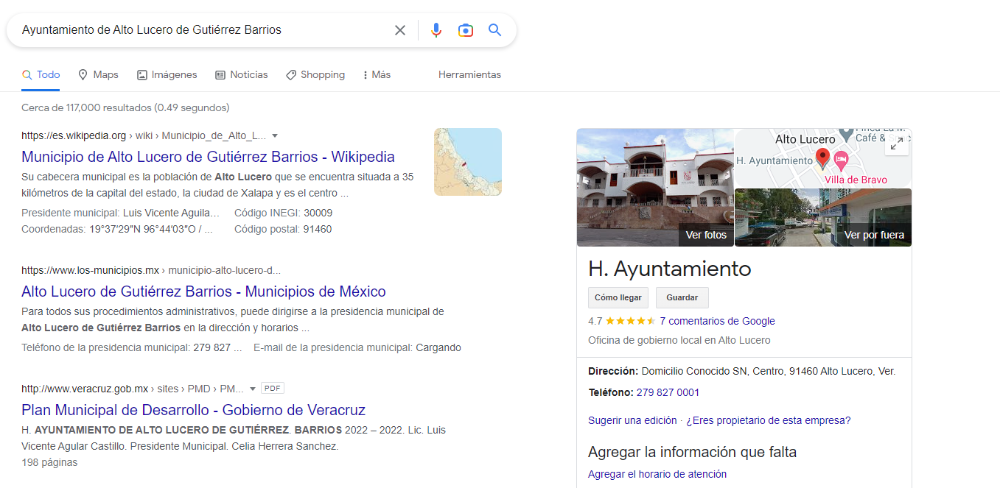 Ayuntamiento de Alto Lucero de Gutiérrez Barrios
Todo Maps Imágenes Noticias Shopping Más Herramientas
Cerca de 117,000 resultados (0.49 segundos)
https://es.wikipedia.org › wiki › Municipio_de_Alto_L...
Municipio de Alto Lucero de Gutiérrez Barrios - Wikipedia
Su cabecera municipal es la población de Alto Lucero que se encuentra situada a 35
kilómetros de la capital del estado, la ciudad de Xalapa y es el centro ...
Presidente municipal: Luis Vicente Aguila... Código INEGI: 30009
Coordenadas: 19°37′29″N 96°44′03″O / ... Código postal: 91460
https://www.los-municipios.mx › municipio-alto-lucero-d...
Alto Lucero de Gutiérrez Barrios - Municipios de México
Para todos sus procedimientos administrativos, puede dirigirse a la presidencia municipal de
Alto Lucero de Gutiérrez Barrios en la dirección y horarios ...
Teléfono de la presidencia municipal: 279 827 ... E-mail de la presidencia municipal: Cargando
http://www.veracruz.gob.mx › sites › PMD › PM... PDF
Plan Municipal de Desarrollo - Gobierno de Veracruz
H. AYUNTAMIENTO DE ALTO LUCERO DE GUTIÉRREZ. BARRIOS 2022 – 2022. Lic. Luis
Vicente Agular Castillo. Presidente Municipal. Celia Herrera Sanchez.
198 páginas
Alto Lucero
Café &
H. Ayuntamiento
Villa de Bravo
Ver fotos
Ver por fuera
H. Ayuntamiento
Cómo llegar Guardar
4.7 7 comentarios de Google
Oficina de gobierno local en Alto Lucero
Dirección: Domicilio Conocido SN, Centro, 91460 Alto Lucero, Ver.
Teléfono: 279 827 0001
Sugerir una edición · ¿Eres propietario de esta empresa?
Agregar la información que falta
Agregar el horario de atención